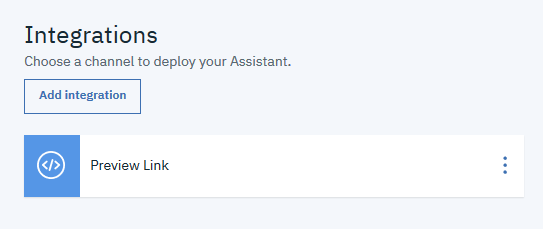 Integrations
Choose a channel to deploy your Assistant.
Add integration
Preview Link